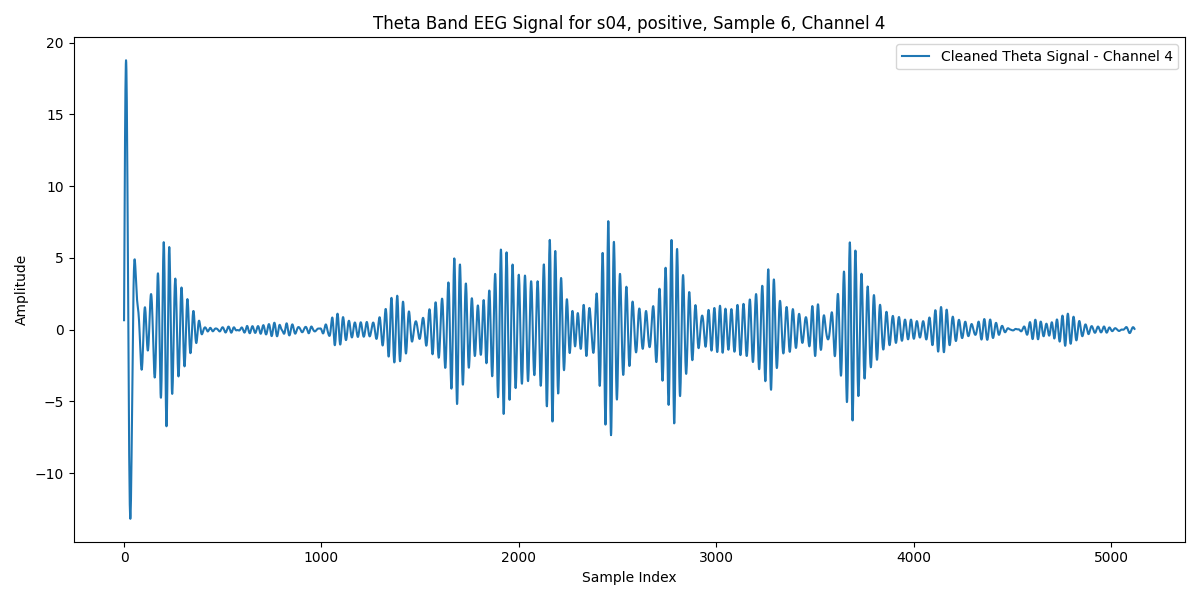 Theta Band EEG Signal for s04, positive, Sample 6, Channel 4
Cleaned Theta Signal - Channel 4
Amplitude
20
15
10
5
0
−5
−10
0 1000 2000 3000 4000 5000
Sample Index